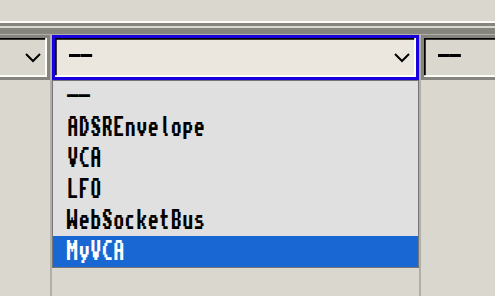 ——
——
——
ADSREnvelope
VCA
LFO
WebSocketBus
MyVCA